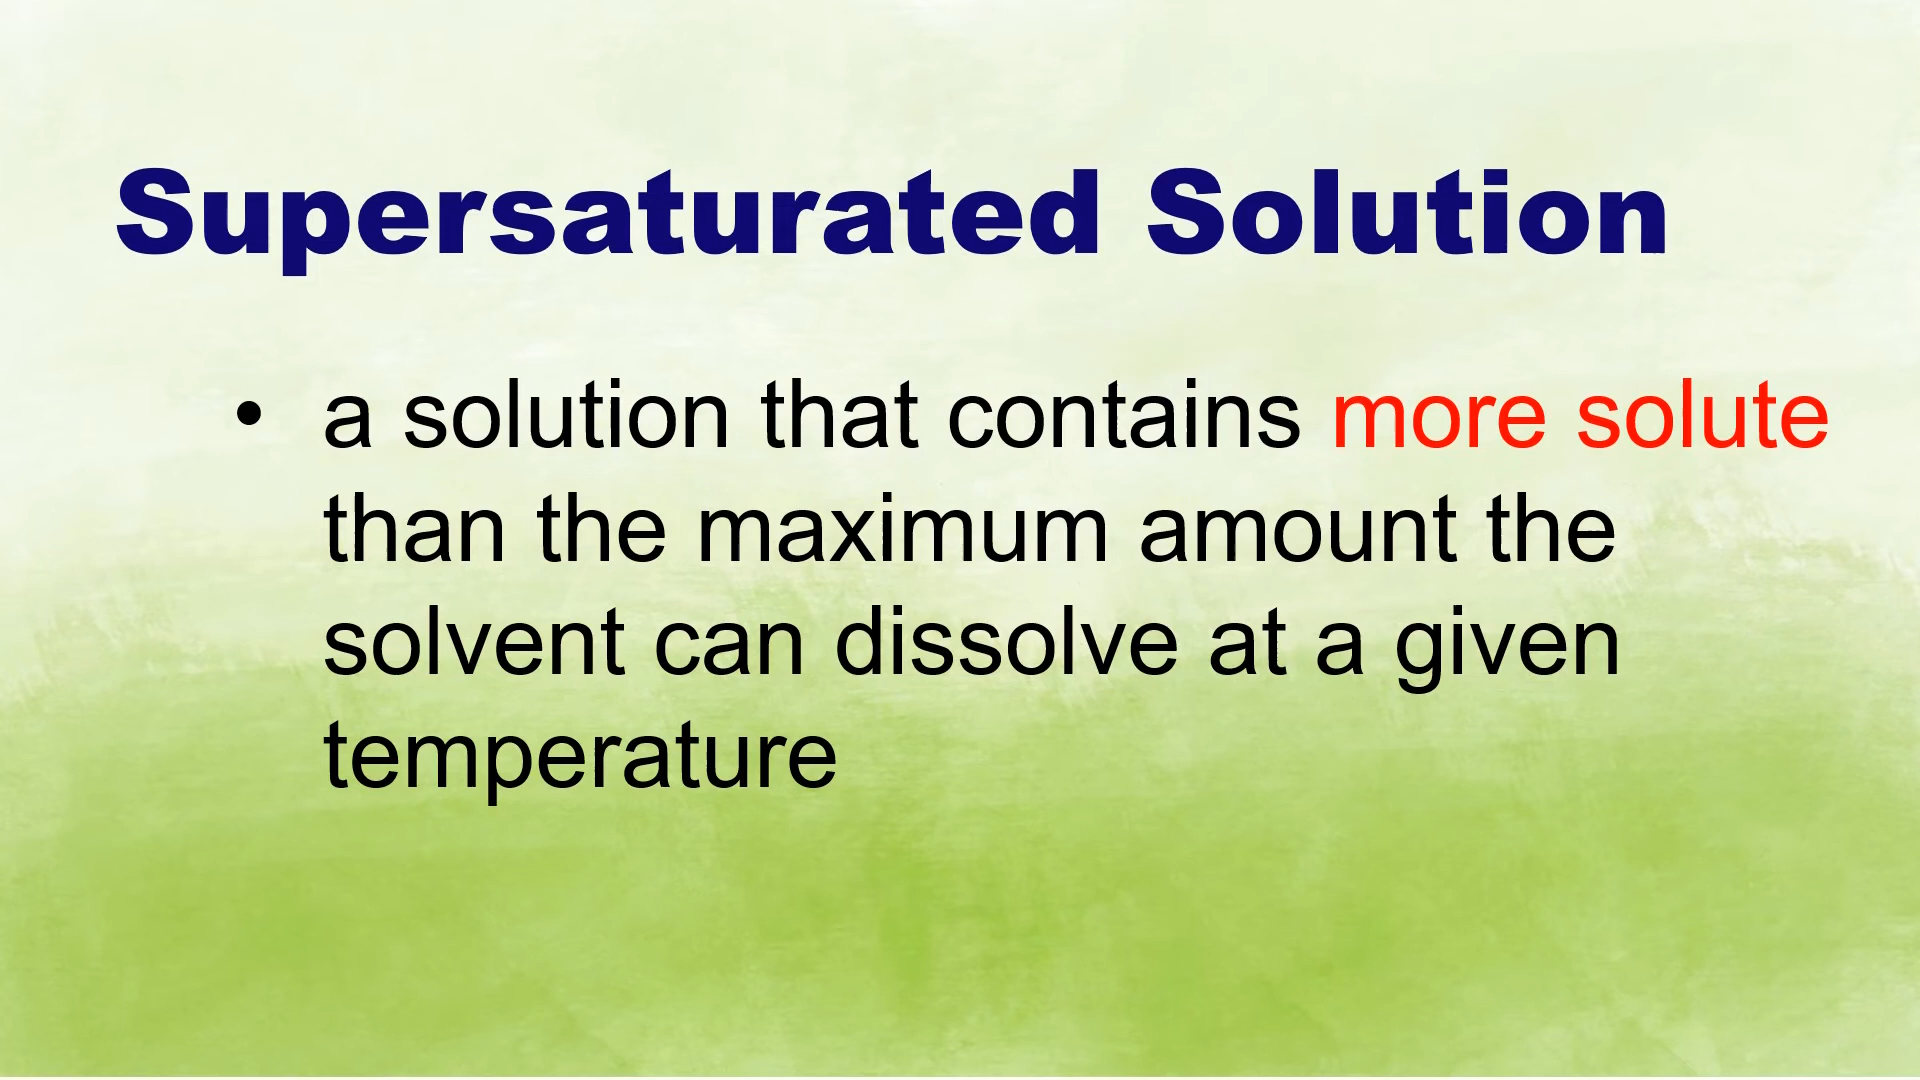 Supersaturated Solution
• a solution that contains more solute
than the maximum amount the
solvent can dissolve at a given
temperature